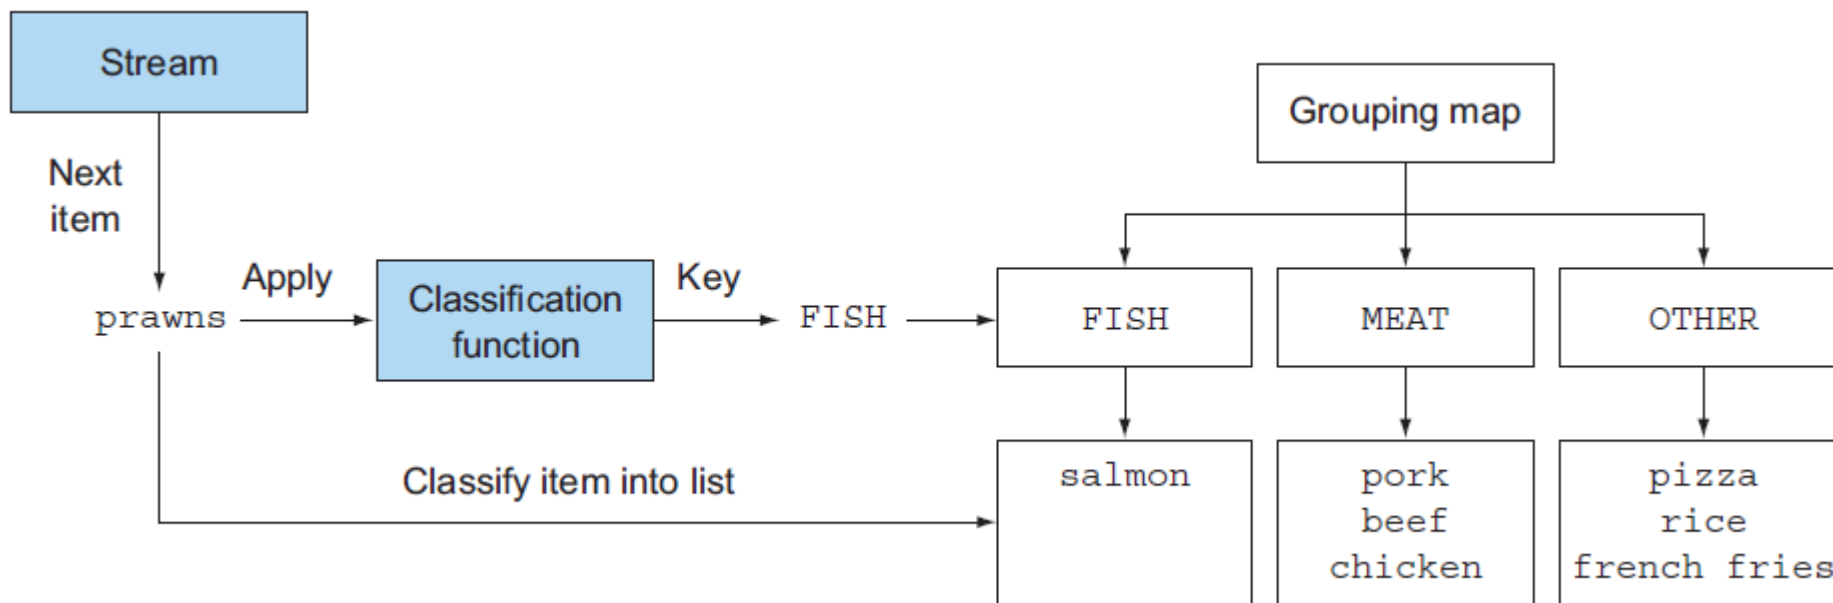 Stream
Grouping map
Next
item
prawns
Apply
Classification
function
Key
FISH
FISH
MEAT
OTHER
Classify item into list
salmon
pork
beef
chicken
pizza
rice
french fries